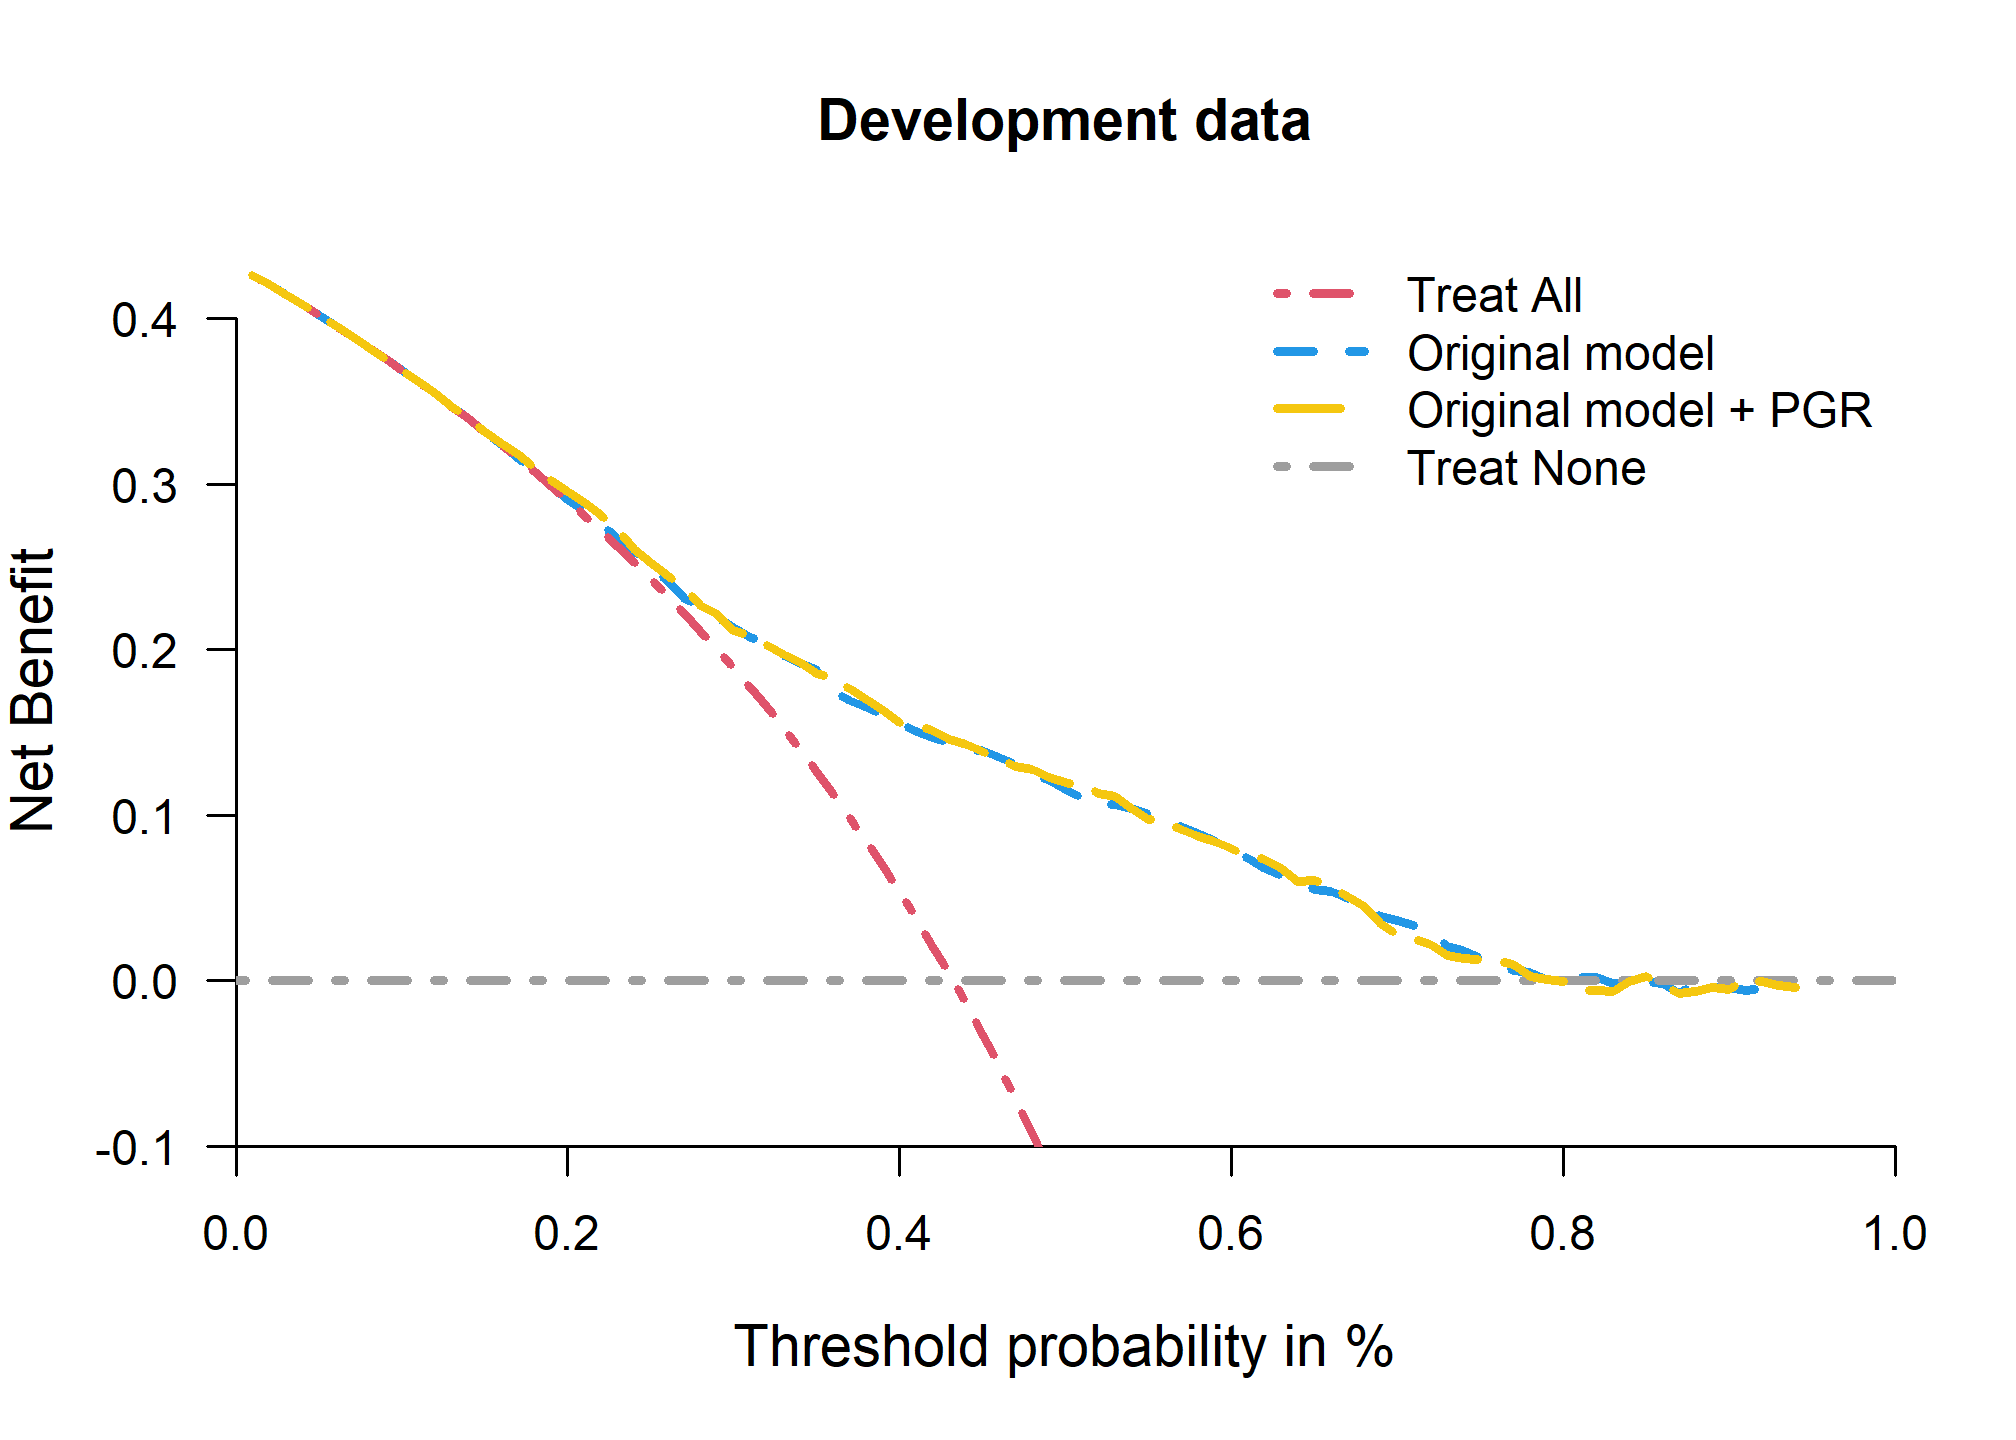 Development data
Treat All
Original model
Original model + PGR
Treat None
Net Benefit
0.4
0.3
0.2
0.1
0.0
-0.1
0.0 0.2 0.4 0.6 0.8 1.0
Threshold probability in %